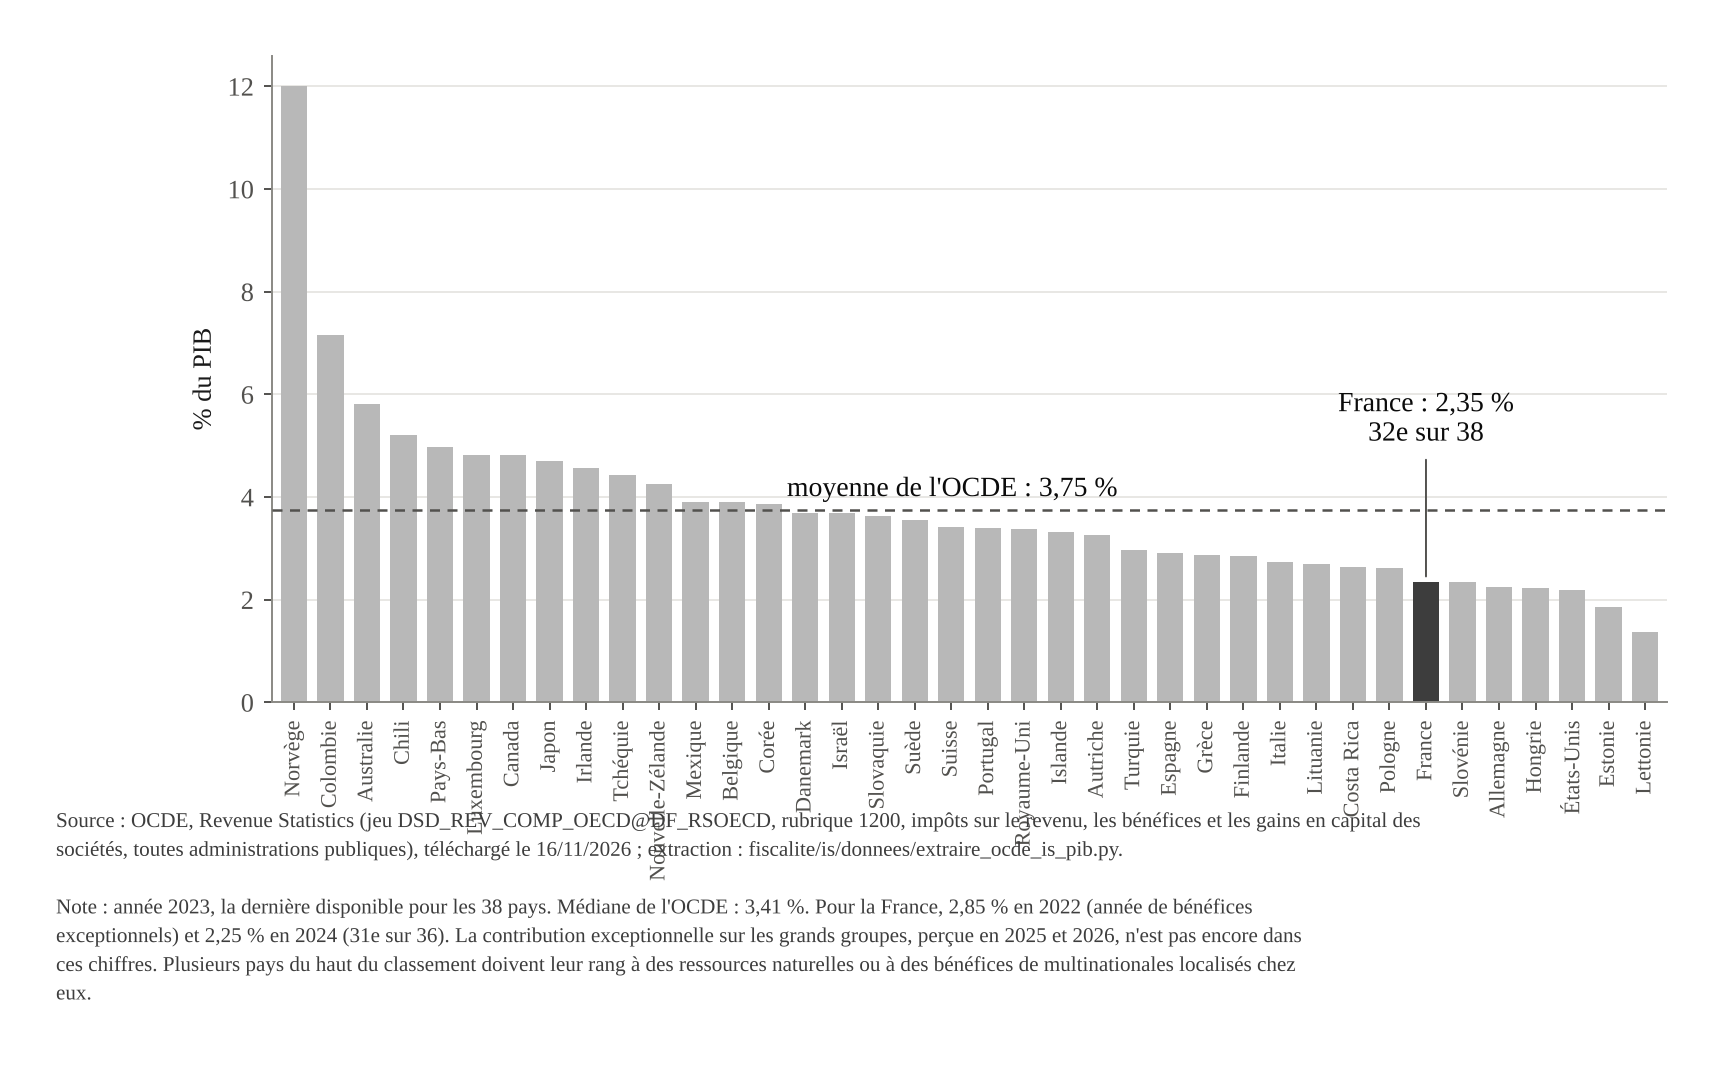 12
10
8
6
4
2
0
% du PIB
France : 2,35 %
32e sur 38
moyenne de l'OCDE : 3,75 %
Norvège
Colombie
Australie
Chili
Pays-Bas
Luxembourg
Canada
Japon
Irlande
Tchéquie
Nouvelle-Zélande
Mexique
Belgique
Corée
Danemark
Israël
Slovaquie
Suède
Suisse
Portugal
Royaume-Uni
Islande
Autriche
Turquie
Espagne
Grèce
Finlande
Italie
Lituanie
Costa Rica
Pologne
France
Slovénie
Allemagne
Hongrie
États-Unis
Estonie
Lettonie
Source : OCDE, Revenue Statistics (jeu DSD_REV_COMP_OECD@DF_RSOECD, rubrique 1200, impôts sur le revenu, les bénéfices et les gains en capital des
sociétés, toutes administrations publiques), téléchargé le 16/11/2026 ; extraction : fiscalite/is/donnees/extraire_ocde_is_pib.py.
Note : année 2023, la dernière disponible pour les 38 pays. Médiane de l'OCDE : 3,41 %. Pour la France, 2,85 % en 2022 (année de bénéfices
exceptionnels) et 2,25 % en 2024 (31e sur 36). La contribution exceptionnelle sur les grands groupes, perçue en 2025 et 2026, n'est pas encore dans
ces chiffres. Plusieurs pays du haut du classement doivent leur rang à des ressources naturelles ou à des bénéfices de multinationales localisés chez
eux.